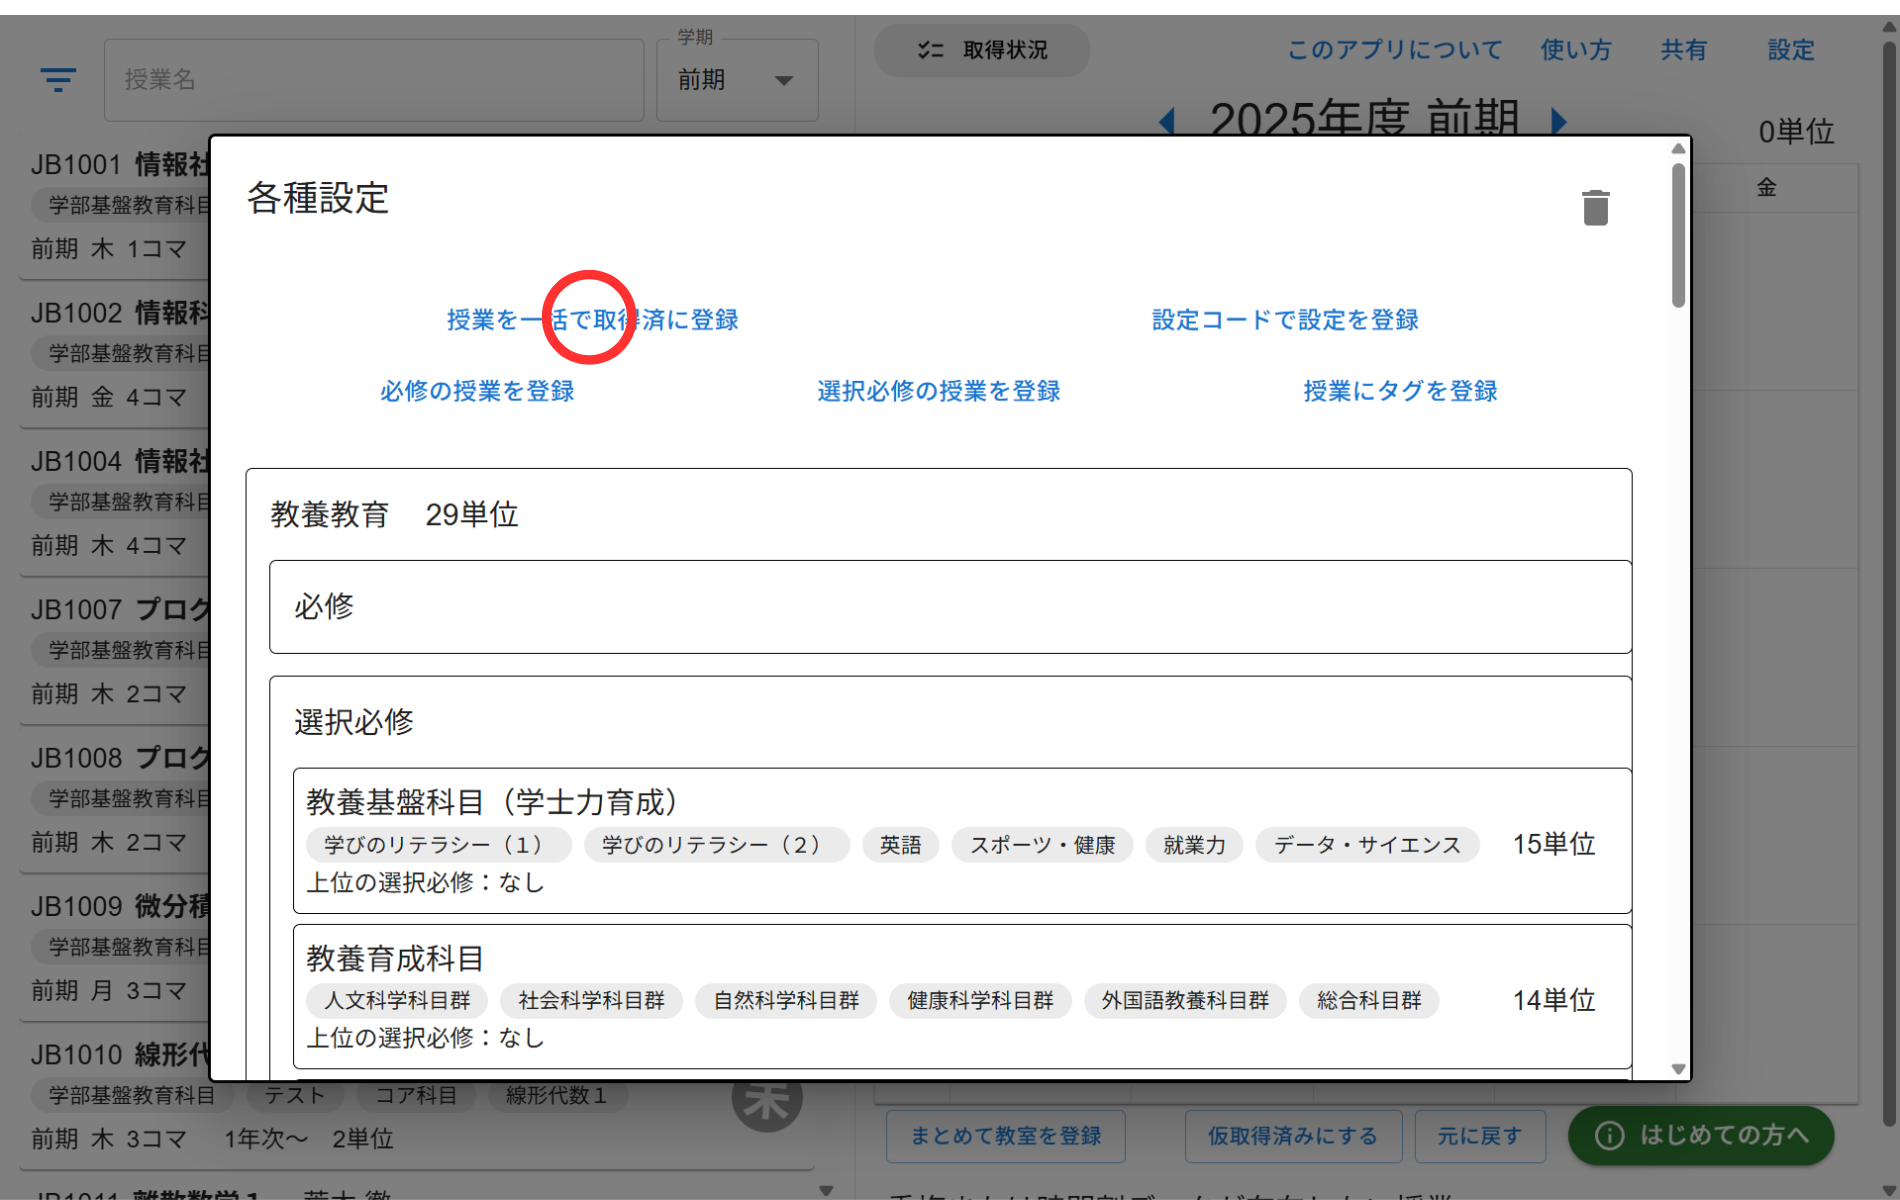 授業名
学期
前期
取得状況
このアプリについて 使い方 共有 設定
2025年度 前期
0単位
金
JB1001 情報社
学部基盤教育科目
前期 木 1コマ
JB1002 情報科
学部基盤教育科目
前期 金 4コマ
JB1004 情報社
学部基盤教育科目
前期 木 4コマ
JB1007 プログ
学部基盤教育科目
前期 木 2コマ
JB1008 プログ
学部基盤教育科目
前期 木 2コマ
JB1009 微分積
学部基盤教育科目
前期 月 3コマ
JB1010 線形代
学部基盤教育科目 テスト コア科目 線形代数1
未
前期 木 3コマ 1年次～ 2単位
JB1011 離散数学1 荒木 徹
各種設定
授業を一括で取得済に登録 設定コードで設定を登録
必修の授業を登録 選択必修の授業を登録 授業にタグを登録
教養教育 29単位
必修
選択必修
教養基盤科目（学士力育成）
学びのリテラシー（1） 学びのリテラシー（2） 英語 スポーツ・健康 就業力 データ・サイエンス 15単位
上位の選択必修：なし
教養育成科目
人文科学科目群 社会科学科目群 自然科学科目群 健康科学科目群 外国語教養科目群 総合科目群 14単位
上位の選択必修：なし
まとめて教室を登録 仮取得済みにする 元に戻す はじめての方へ